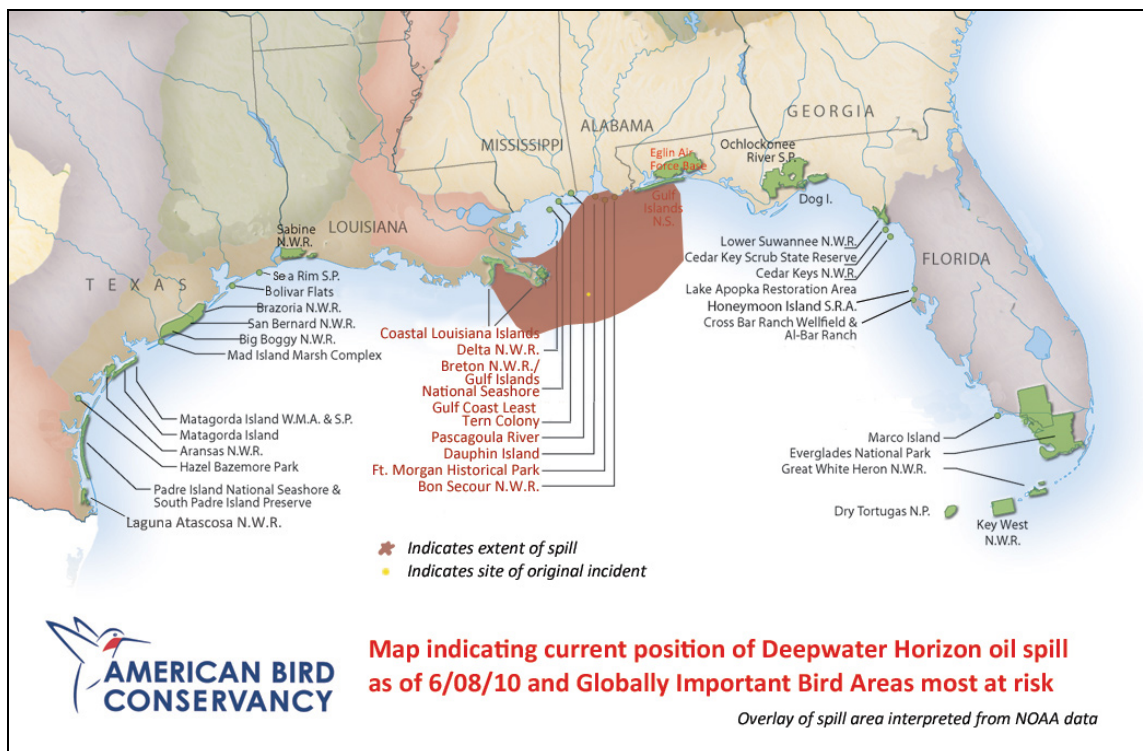 GEORGIA
ALABAMA
MISSISSIPPI
Ochlockonee
River S.P.
Eglin Air
Force Base
Dog I.
Gulf
Islands
N.S.
LOUISIANA
Sabine
N.W.R.
TEXAS
Sea Rim S.P.
Bolivar Flats
Brazoria N.W.R.
San Bernard N.W.R.
Big Boggy N.W.R.
Mad Island Marsh Complex
Matagorda Island W.M.A. & S.P.
Matagorda Island
Aransas N.W.R.
Hazel Bazemore Park
Padre Island National Seashore &
South Padre Island Preserve
Laguna Atascosa N.W.R.
Coastal Louisiana Islands
Delta N.W.R.
Breton N.W.R./
Gulf Islands
National Seashore
Gulf Coast Least
Tern Colony
Pascagoula River
Dauphin Island
Ft. Morgan Historical Park
Bon Secour N.W.R.
Lower Suwannee N.W.R.
Cedar Key Scrub State Reserve
Cedar Keys N.W.R.
Lake Apopka Restoration Area
Honeymoon Island S.R.A.
Cross Bar Ranch Wellfield &
Al-Bar Ranch
FLORIDA
Marco Island
Everglades National Park
Great White Heron N.W.R.
Dry Tortugas N.P.
Key West
N.W.R.
Indicates extent of spill
Indicates site of original incident
AMERICAN BIRD
CONSERVANCY
Map indicating current position of Deepwater Horizon oil spill
as of 6/08/10 and Globally Important Bird Areas most at risk
Overlay of spill area interpreted from NOAA data